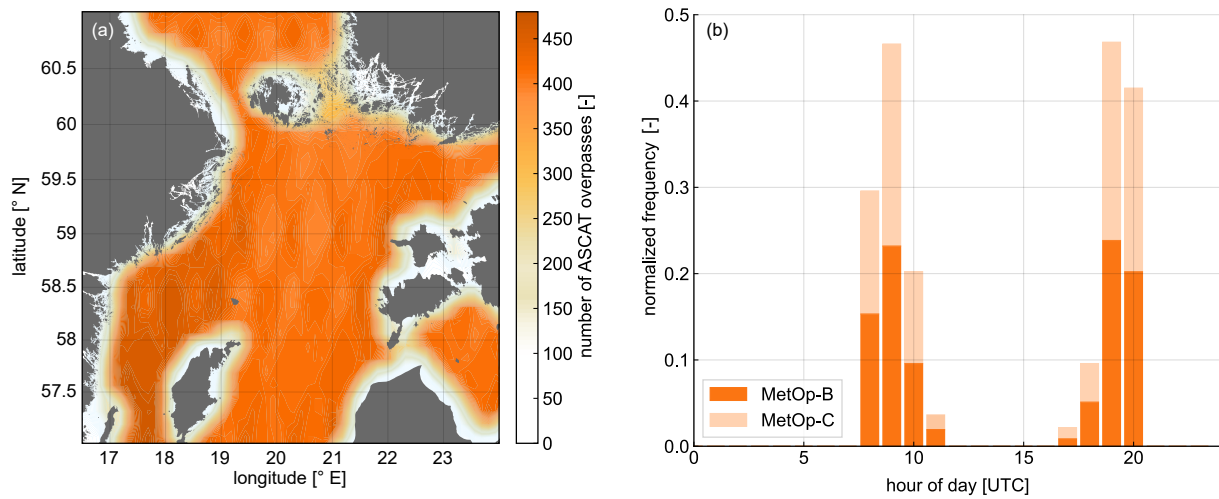 (a)
60.5
60
59.5
59
58.5
58
57.5
latitude [° N]
17 18 19 20 21 22 23
longitude [° E]
450
400
350
300
250
200
150
100
50
0
number of ASCAT overpasses [-]
(b)
0.5
0.4
0.3
0.2
0.1
0.0
normalized frequency [-]
MetOp-B
MetOp-C
0 5 10 15 20
hour of day [UTC]